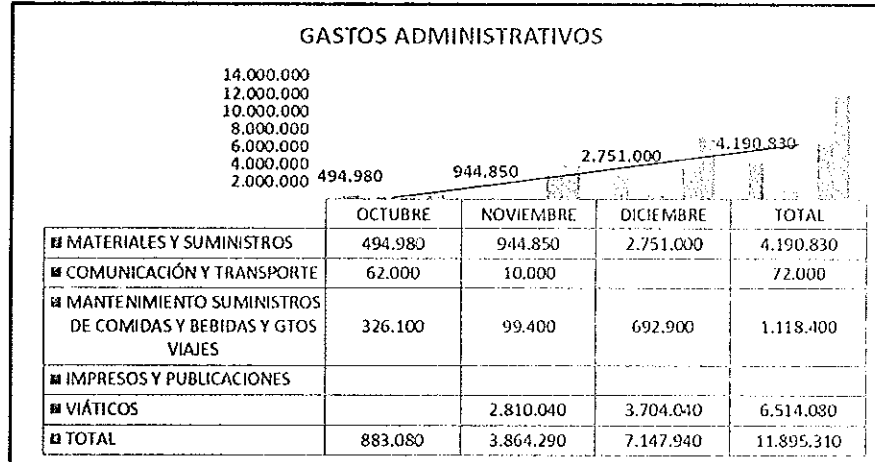 GASTOS ADMINISTRATIVOS
14.000.000
12.000.000
10.000.000
8.000.000
6.000.000
4.000.000
2.000.000
494.980 944.850 2.751.000 4.190.830
OCTUBRE NOVIEMBRE DICIEMBRE TOTAL
MATERIALES Y SUMINISTROS 494.980 944.850 2.751.000 4.190.830
COMUNICACIÓN Y TRANSPORTE 62.000 10.000 72.000
MANTENIMIENTO SUMINISTROS
DE COMIDAS Y BEBIDAS Y GTOS 326.100 99.400 692.900 1.118.400
VIAJES
IMPRESOS Y PUBLICACIONES
VIÁTICOS 2.810.040 3.704.040 6.514.080
TOTAL 883.080 3.864.290 7.147.940 11.895.310